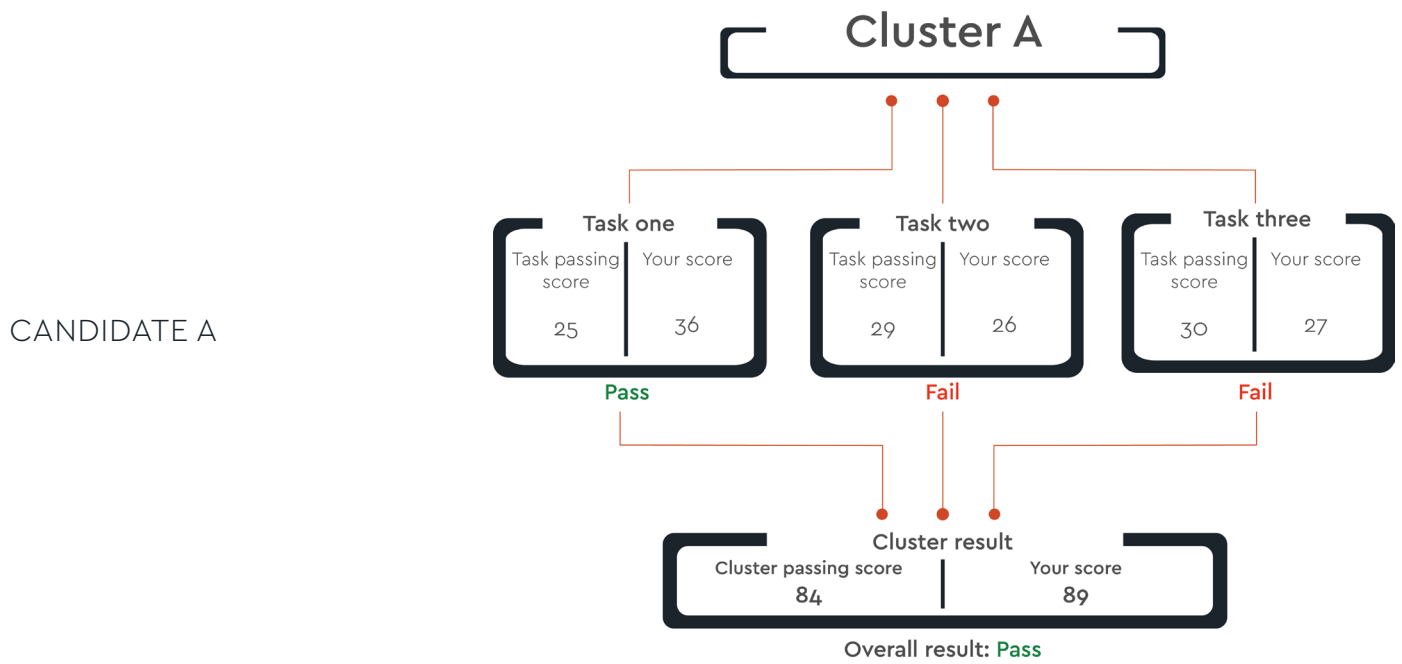 Cluster A
Task one
Task passing score
Your score
25
36
Pass
Task two
Task passing score
Your score
29
26
Fail
Task three
Task passing score
Your score
30
27
Fail
CANDIDATE A
Cluster result
Cluster passing score
84
Your score
89
Overall result: Pass